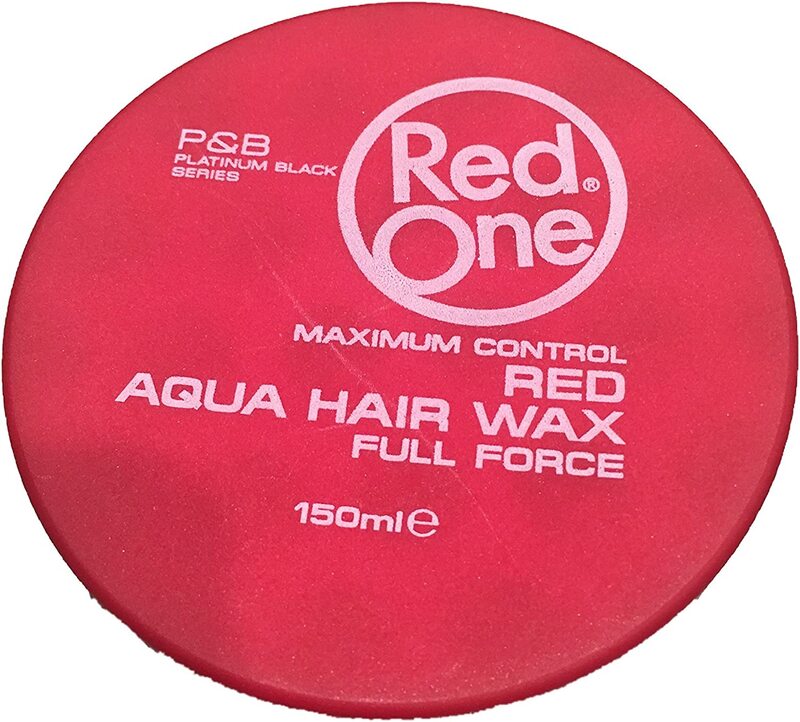 P&B
PLATINUM BLACK
SERIES
Red®
One
MAXIMUM CONTROL
RED
AQUA HAIR WAX
FULL FORCE
150ml℮